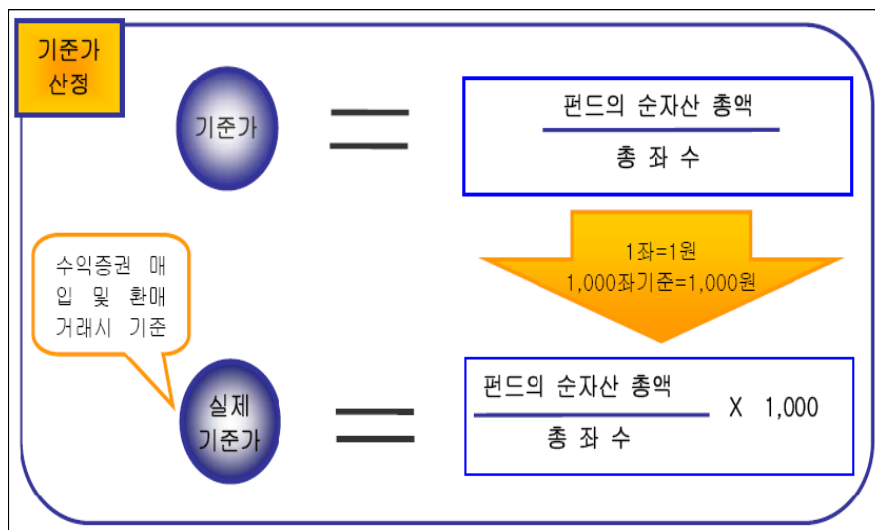 기준가
산정
기준가
펀드의 순자산 총액
총 좌 수
1좌=1원
1,000좌기준=1,000원
수익증권 매
입 및 환매
거래시 기준
실제
기준가
펀드의 순자산 총액
총 좌 수
X 1,000